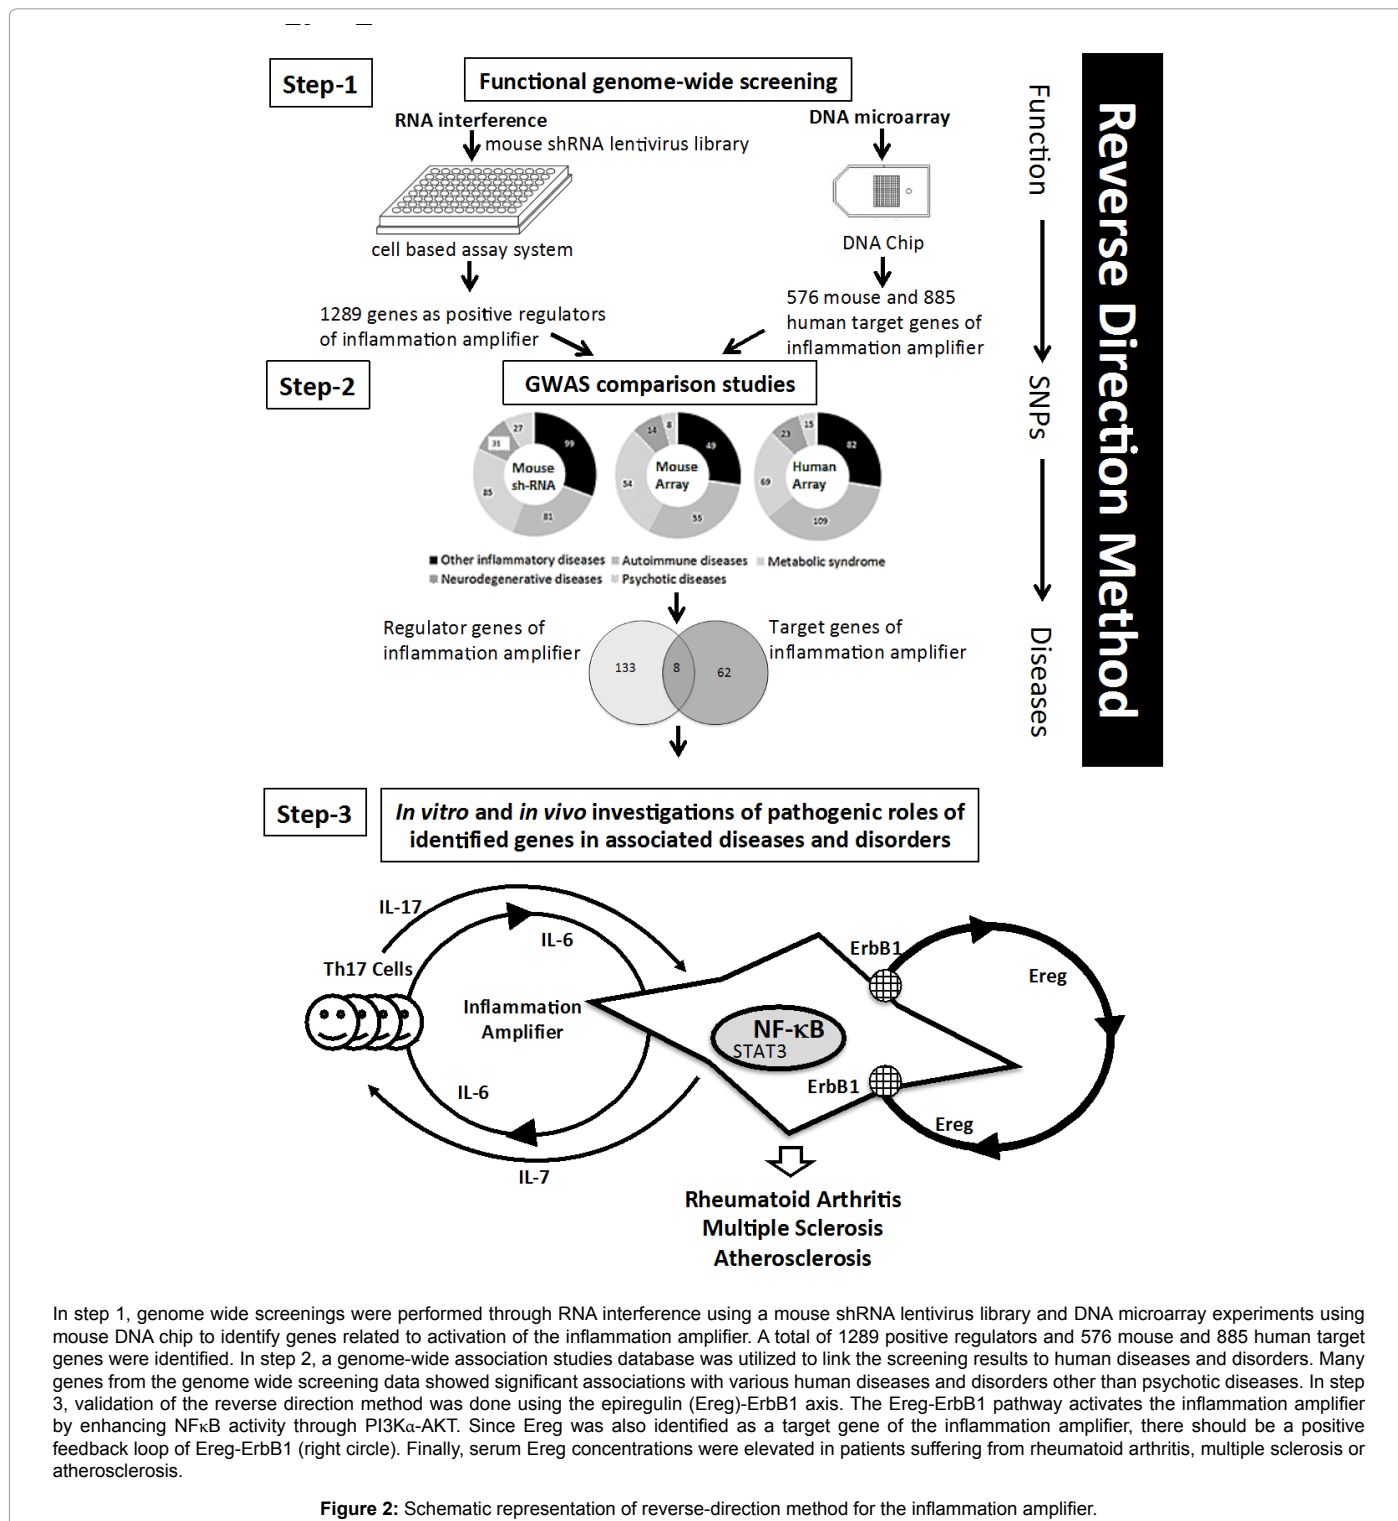 Step-1
Functional genome-wide screening
RNA interference
mouse shRNA lentivirus library
cell based assay system
1289 genes as positive regulators
of inflammation amplifier
DNA microarray
DNA Chip
576 mouse and 885
human target genes of
inflammation amplifier
Function
SNPs
Diseases
Reverse Direction Method
Step-2
GWAS comparison studies
27
31
99
Mouse
sh-RNA
85
81
14
8
49
Mouse
Array
54
55
23
15
82
Human
Array
69
109
Other inflammatory diseases Autoimmune diseases Metabolic syndrome
Neurodegenerative diseases Psychotic diseases
Regulator genes of
inflammation amplifier
Target genes of
inflammation amplifier
133
8
62
Step-3
In vitro and in vivo investigations of pathogenic roles of
identified genes in associated diseases and disorders
IL-17
IL-6
Th17 Cells
Inflammation
Amplifier
IL-6
IL-7
NF-κB
STAT3
ErbB1
Ereg
ErbB1
Ereg
Rheumatoid Arthritis
Multiple Sclerosis
Atherosclerosis
In step 1, genome wide screenings were performed through RNA interference using a mouse shRNA lentivirus library and DNA microarray experiments using
mouse DNA chip to identify genes related to activation of the inflammation amplifier. A total of 1289 positive regulators and 576 mouse and 885 human target
genes were identified. In step 2, a genome-wide association studies database was utilized to link the screening results to human diseases and disorders. Many
genes from the genome wide screening data showed significant associations with various human diseases and disorders other than psychotic diseases. In step
3, validation of the reverse direction method was done using the epiregulin (Ereg)-ErbB1 axis. The Ereg-ErbB1 pathway activates the inflammation amplifier
by enhancing NFκB activity through PI3Kα-AKT. Since Ereg was also identified as a target gene of the inflammation amplifier, there should be a positive
feedback loop of Ereg-ErbB1 (right circle). Finally, serum Ereg concentrations were elevated in patients suffering from rheumatoid arthritis, multiple sclerosis or
atherosclerosis.
Figure 2: Schematic representation of reverse-direction method for the inflammation amplifier.